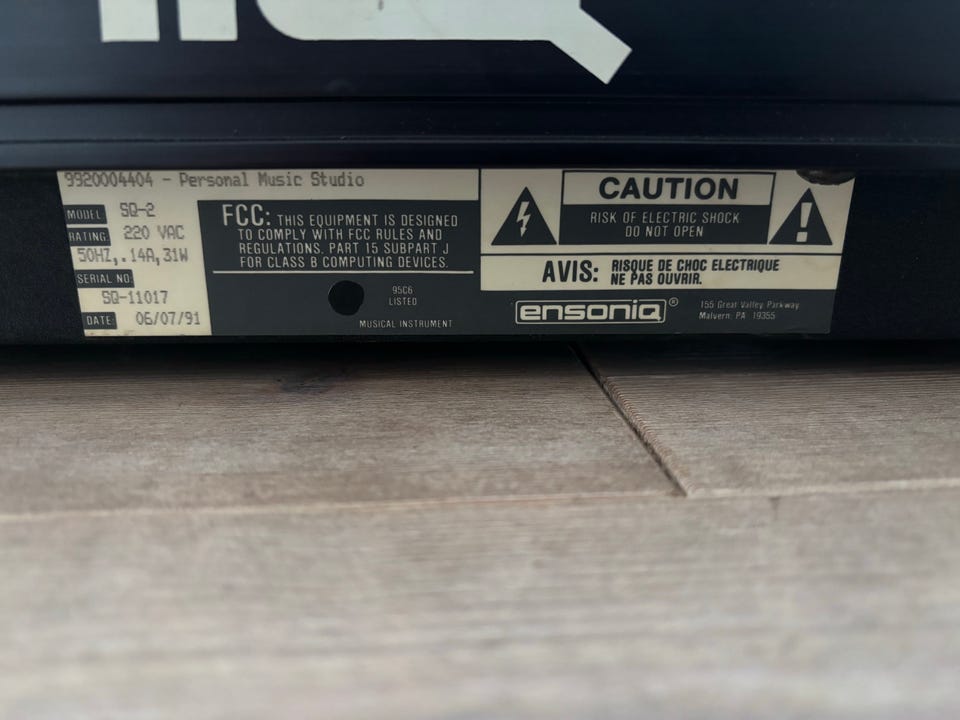 9920004404 - Personal Music Studio
MODEL: SQ-2
RATING: 220 VAC
50HZ, .14A, 31W
SERIAL NO:
SQ-11017
DATE: 06/07/91
FCC: THIS EQUIPMENT IS DESIGNED
TO COMPLY WITH FCC RULES AND
REGULATIONS, PART 15 SUBPART J
FOR CLASS B COMPUTING DEVICES.
95C6
LISTED
MUSICAL INSTRUMENT
CAUTION
RISK OF ELECTRIC SHOCK
DO NOT OPEN
AVIS: RISQUE DE CHOC ELECTRIQUE
NE PAS OUVRIR.
ensoniq®
155 Great Valley Parkway
Malvern, PA 19355